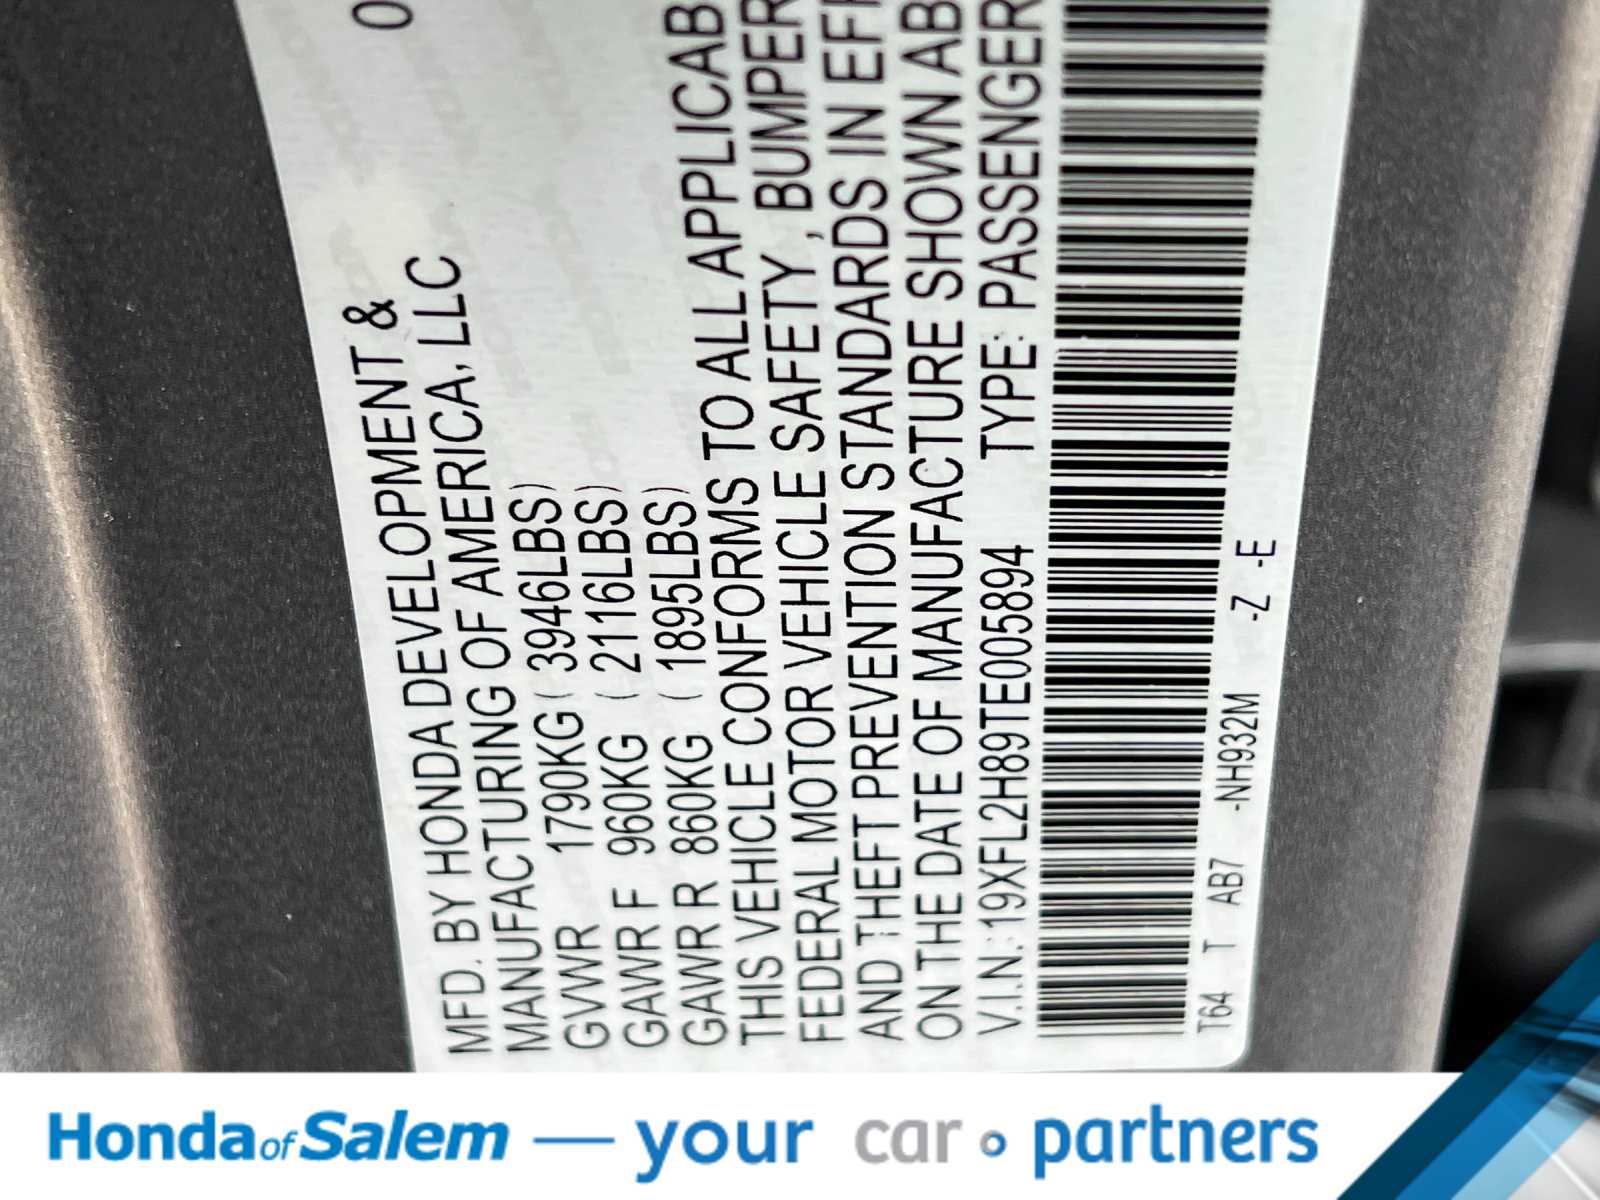 0
MFD. BY HONDA DEVELOPMENT &
MANUFACTURING OF AMERICA, LLC
GVWR 1790KG ( 3946LBS)
GAWR F 960KG ( 2116LBS)
GAWR R 860KG ( 1895LBS)
THIS VEHICLE CONFORMS TO ALL APPLICAB
FEDERAL MOTOR VEHICLE SAFETY , BUMPER
AND THEFT PREVENTION STANDARDS IN EFF
ON THE DATE OF MANUFACTURE SHOWN AB
V.I.N.: 19XFL2H89TE005894 TYPE: PASSENGER
T64 T AB7 -NH932M -Z -E
Honda of Salem — your car partners